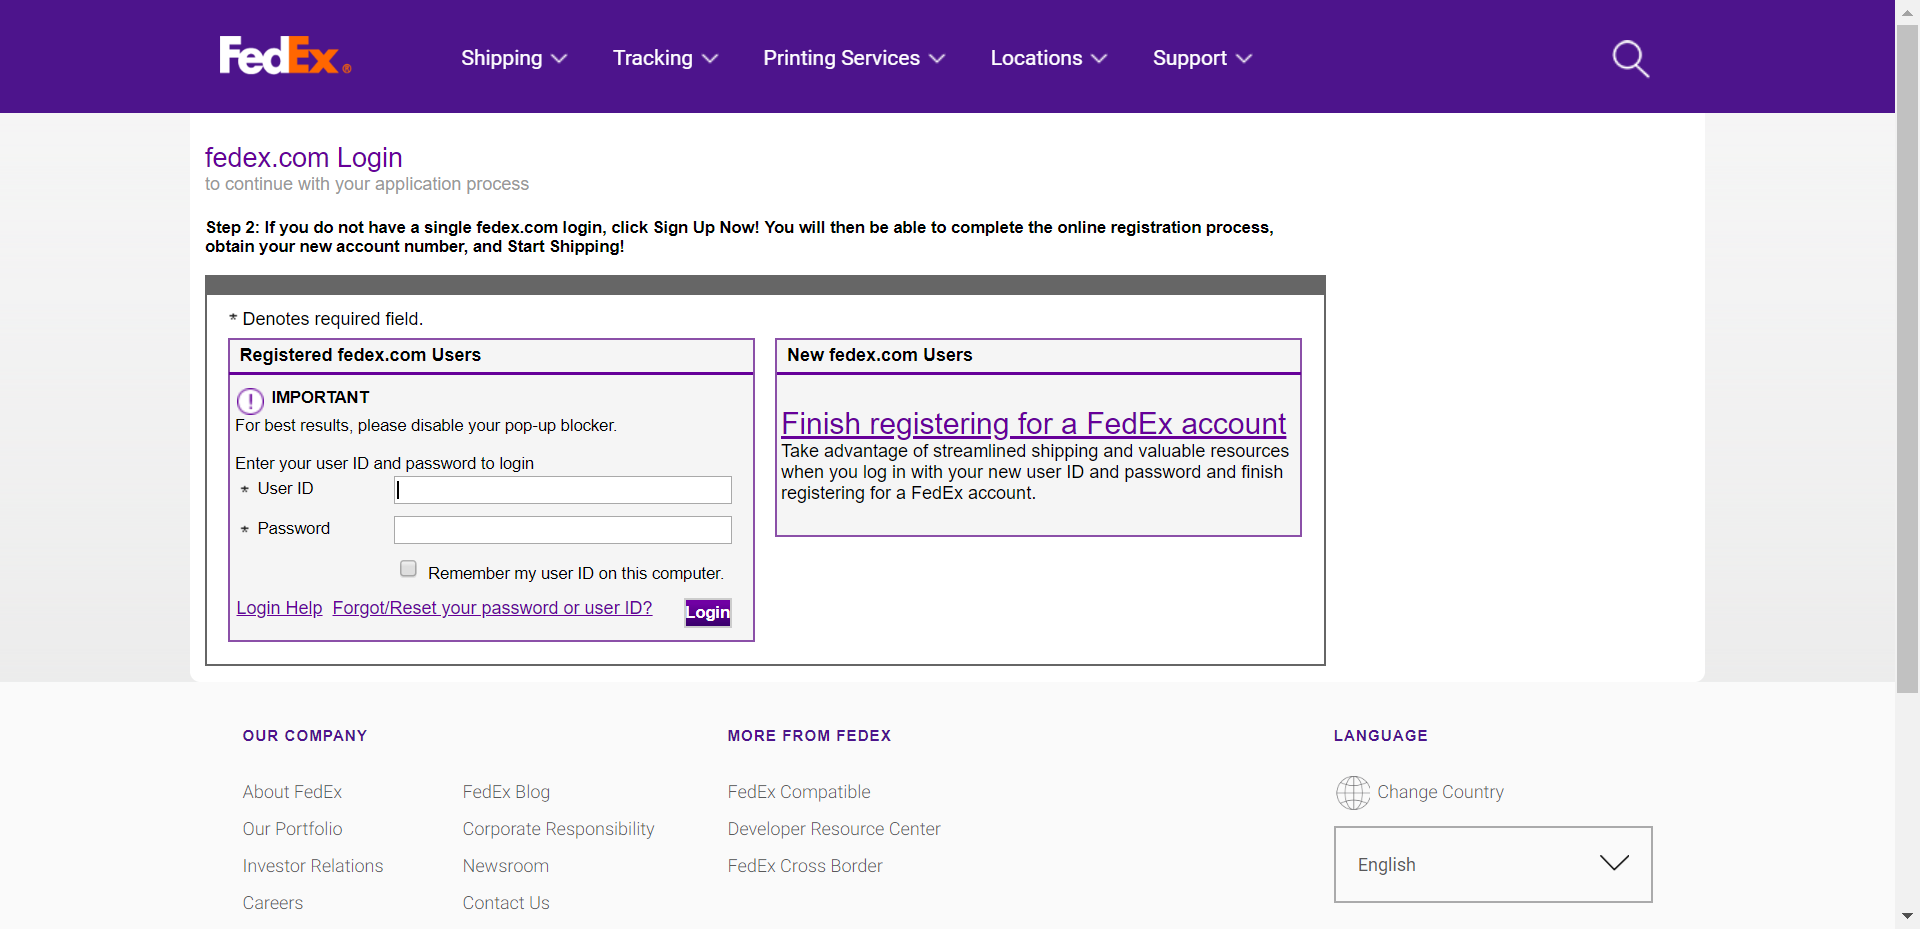 FedEx®
Shipping
Tracking
Printing Services
Locations
Support
fedex.com Login
to continue with your application process
Step 2: If you do not have a single fedex.com login, click Sign Up Now! You will then be able to complete the online registration process,
obtain your new account number, and Start Shipping!
* Denotes required field.
Registered fedex.com Users
IMPORTANT
For best results, please disable your pop-up blocker.
Enter your user ID and password to login
* User ID
* Password
Remember my user ID on this computer.
Login Help Forgot/Reset your password or user ID?
Login
New fedex.com Users
Finish registering for a FedEx account
Take advantage of streamlined shipping and valuable resources
when you log in with your new user ID and password and finish
registering for a FedEx account.
OUR COMPANY
About FedEx
Our Portfolio
Investor Relations
Careers
FedEx Blog
Corporate Responsibility
Newsroom
Contact Us
MORE FROM FEDEX
FedEx Compatible
Developer Resource Center
FedEx Cross Border
LANGUAGE
Change Country
English